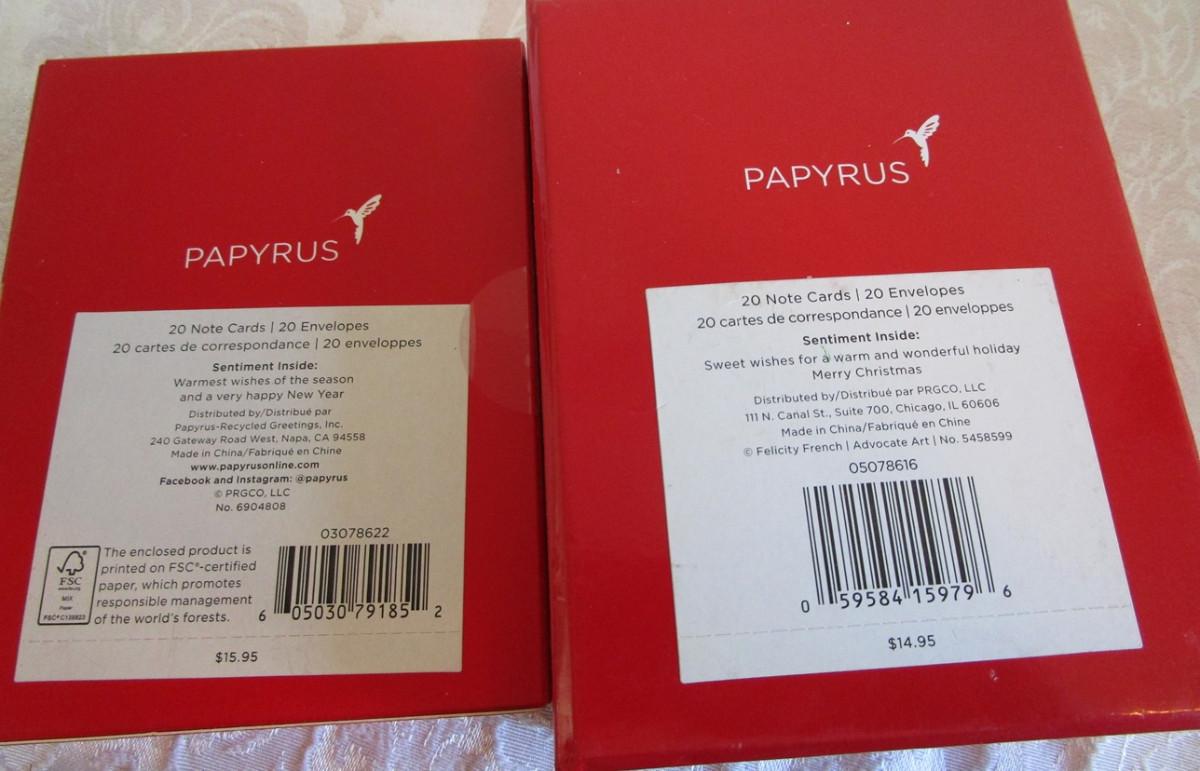 PAPYRUS
20 Note Cards | 20 Envelopes
20 cartes de correspondance | 20 enveloppes
Sentiment Inside:
Warmest wishes of the season
and a very happy New Year
Distributed by/Distribué par
Papyrus-Recycled Greetings, Inc.
240 Gateway Road West, Napa, CA 94558
Made in China/Fabriqué en Chine
www.papyrusonline.com
Facebook and Instagram: @papyrus
© PRGCO, LLC
No. 6904808
FSC
MIX
Paper
The enclosed product is
printed on FSC®-certified
paper, which promotes
responsible management
of the world's forests.
03078622
6 05030 79185 2
$15.95
PAPYRUS
20 Note Cards | 20 Envelopes
20 cartes de correspondance | 20 enveloppes
Sentiment Inside:
Sweet wishes for a warm and wonderful holiday
Merry Christmas
Distributed by/Distribué par PRGCO, LLC
111 N. Canal St., Suite 700, Chicago, IL 60606
Made in China/Fabriqué en Chine
© Felicity French | Advocate Art | No. 5458599
05078616
0 59584 15979 6
$14.95